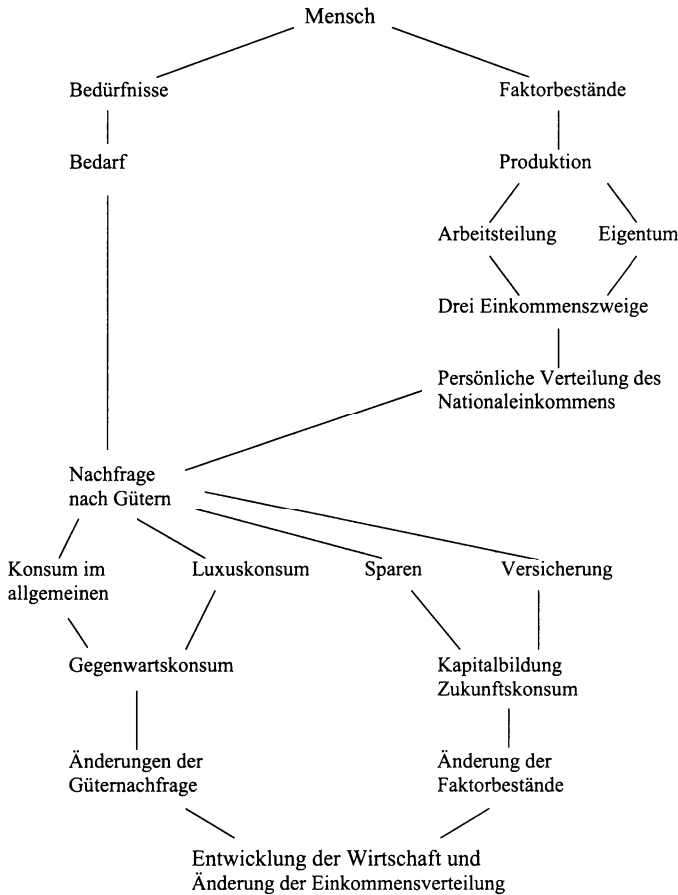 Mensch
Bedürfnisse
Faktorbestände
Bedarf
Produktion
Arbeitsteilung
Eigentum
Drei Einkommenszweige
Persönliche Verteilung des
Nationaleinkommens
Nachfrage
nach Gütern
Konsum im
allgemeinen
Luxuskonsum
Sparen
Versicherung
Gegenwartskonsum
Kapitalbildung
Zukunftskonsum
Änderungen der
Güternachfrage
Änderung der
Faktorbestände
Entwicklung der Wirtschaft und
Änderung der Einkommensverteilung